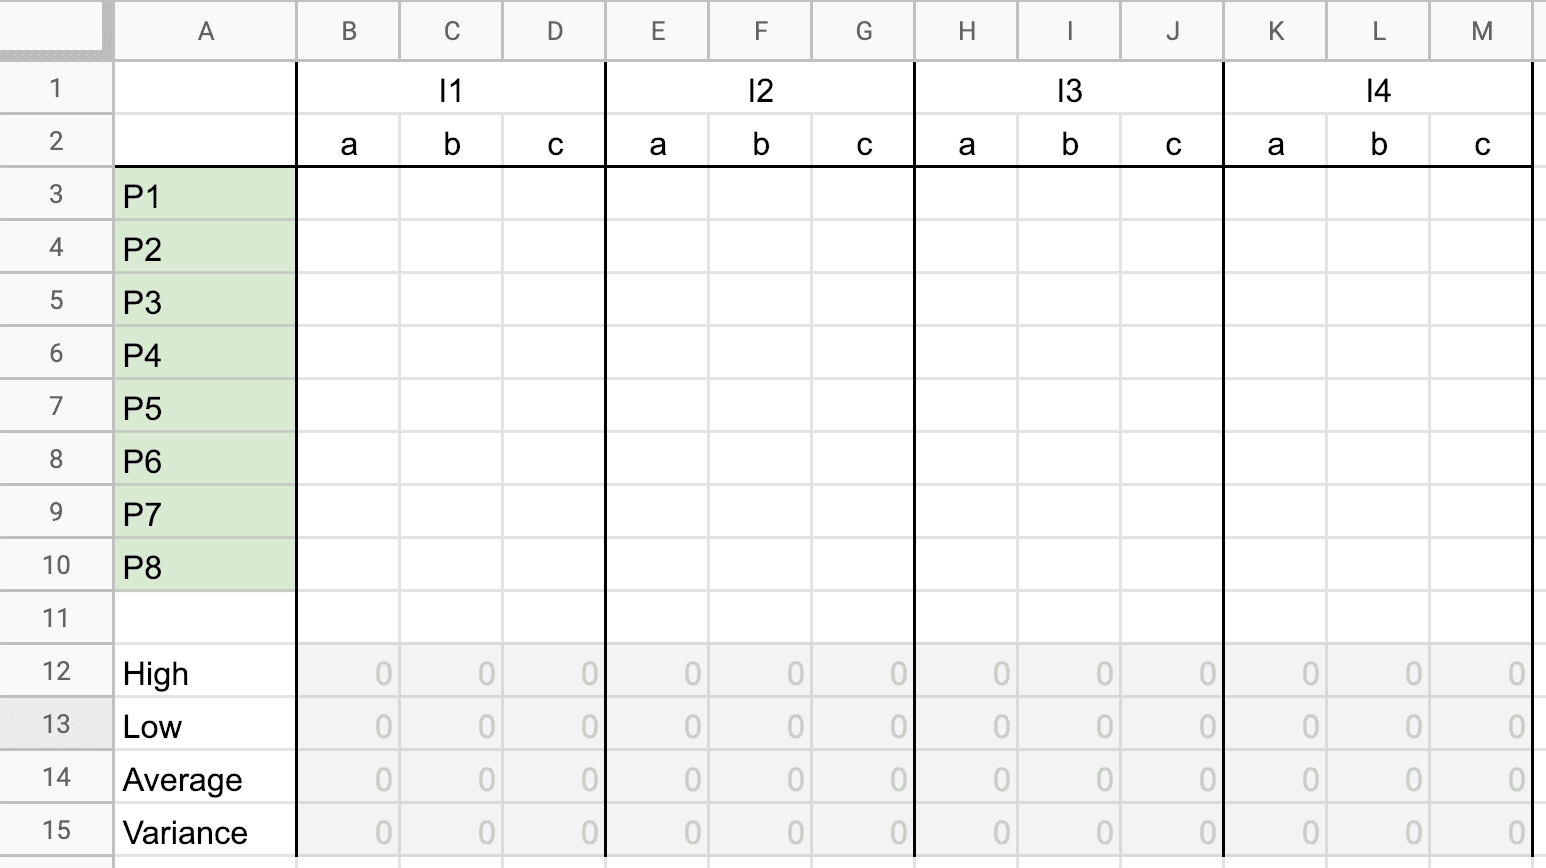 A B C D E F G H I J K L M
1 I1 I2 I3 I4
2 a b c a b c a b c a b c
3 P1
4 P2
5 P3
6 P4
7 P5
8 P6
9 P7
10 P8
11
12 High 0 0 0 0 0 0 0 0 0 0 0 0
13 Low 0 0 0 0 0 0 0 0 0 0 0 0
14 Average 0 0 0 0 0 0 0 0 0 0 0 0
15 Variance 0 0 0 0 0 0 0 0 0 0 0 0